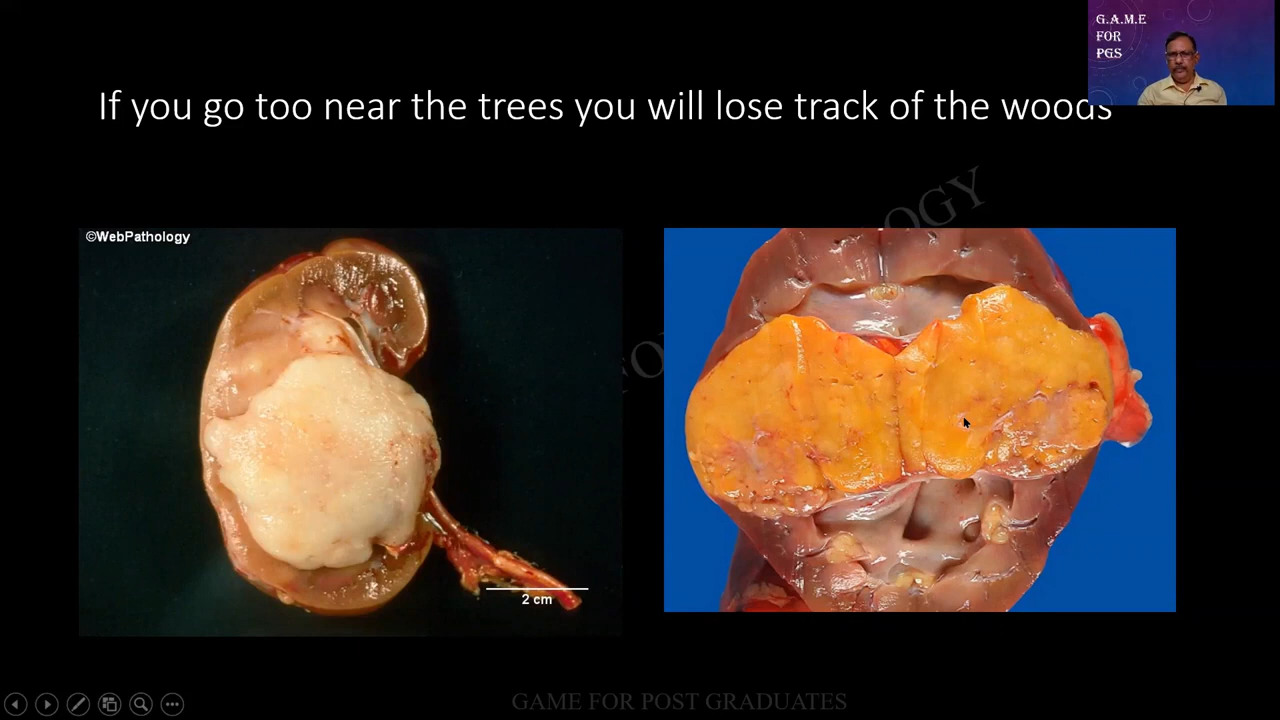 G.A.M.E
FOR
PGS
If you go too near the trees you will lose track of the woods
©WebPathology
2 cm
GAME FOR POST GRADUATES